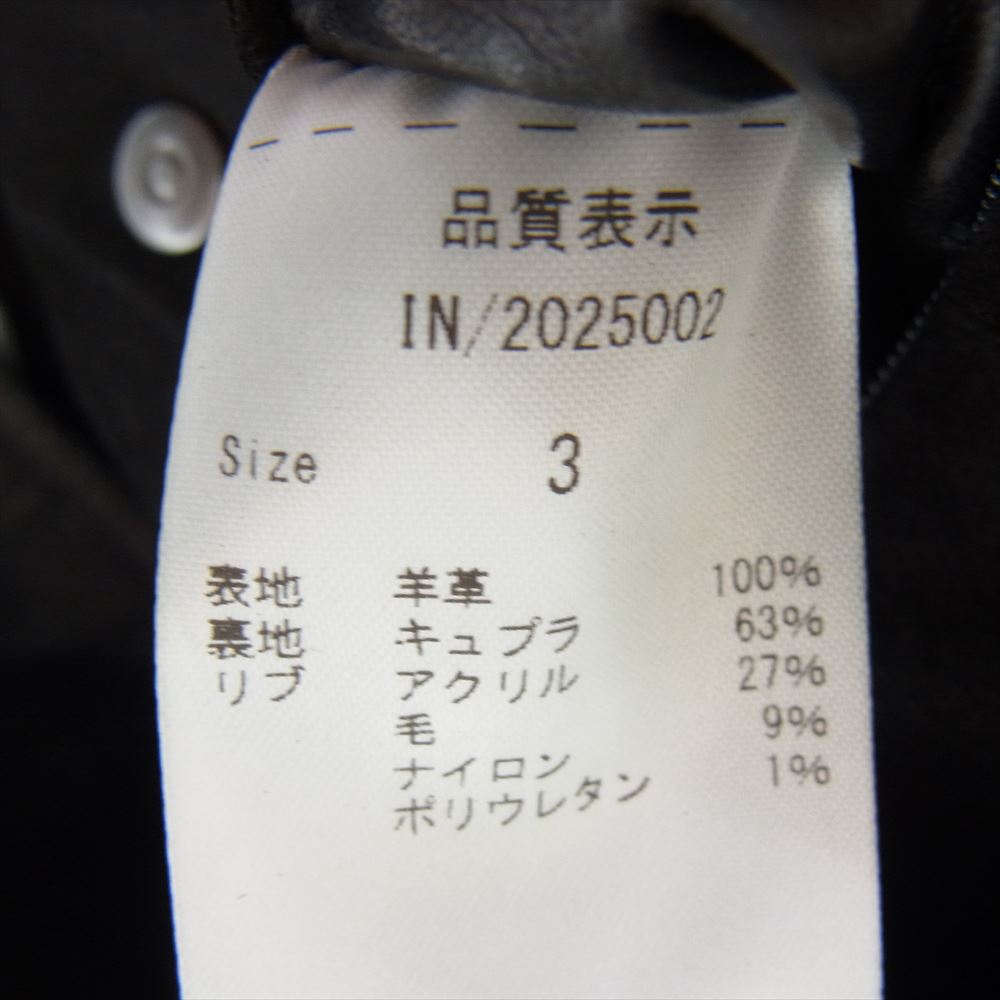 品質表示
IN/2025002
Size 3
表地 羊革
裏地 キュプラ 100%
リブ アクリル 63%
毛 27%
ナイロン 9%
ポリウレタン 1%